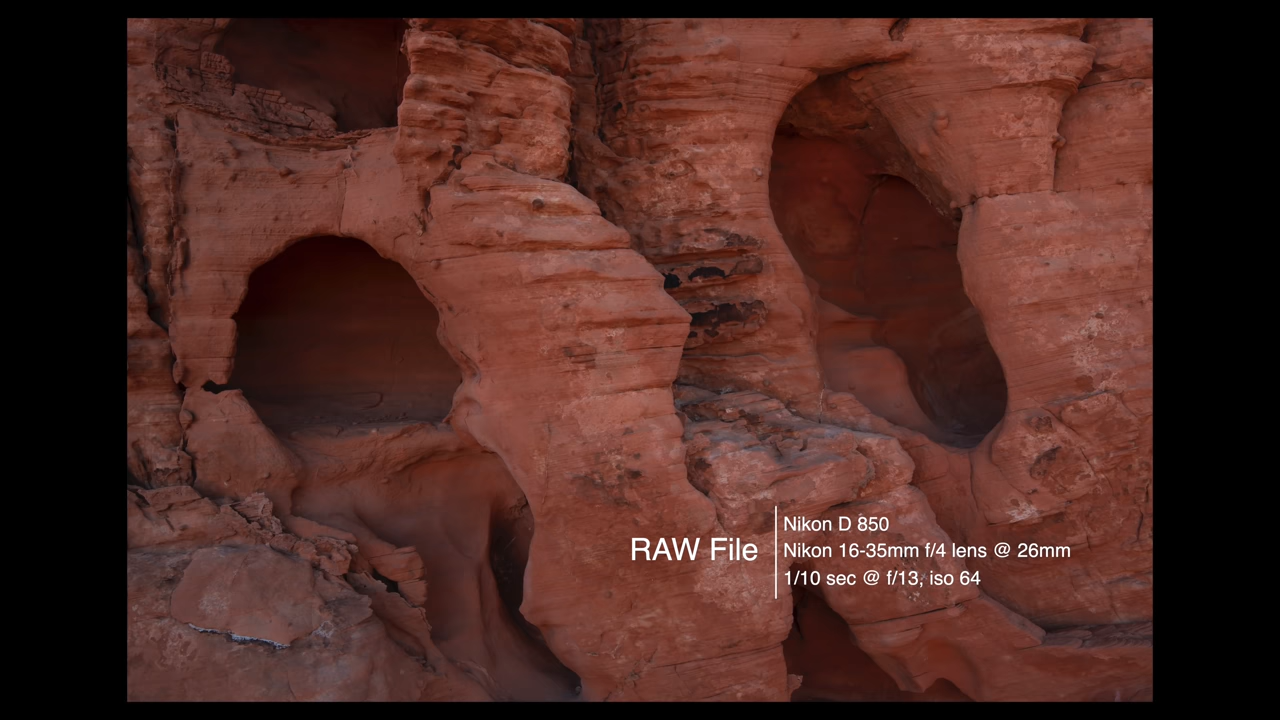 RAW File
Nikon D 850
Nikon 16-35mm f/4 lens @ 26mm
1/10 sec @ f/13, iso 64